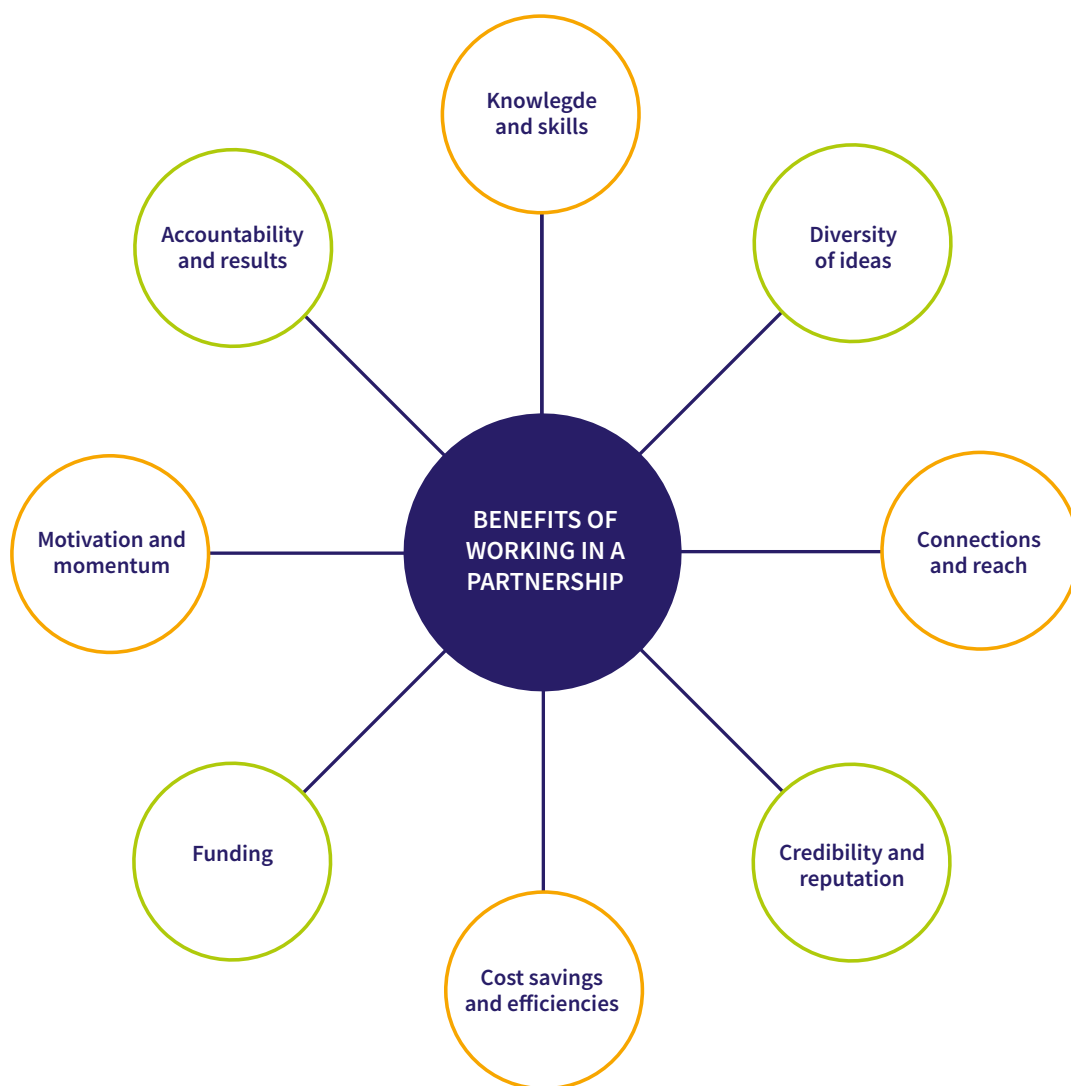 Knowlegde
and skills
Diversity
of ideas
Connections
and reach
Credibility and
reputation
Cost savings
and efficiencies
Funding
Motivation and
momentum
Accountability
and results
BENEFITS OF
WORKING IN A
PARTNERSHIP